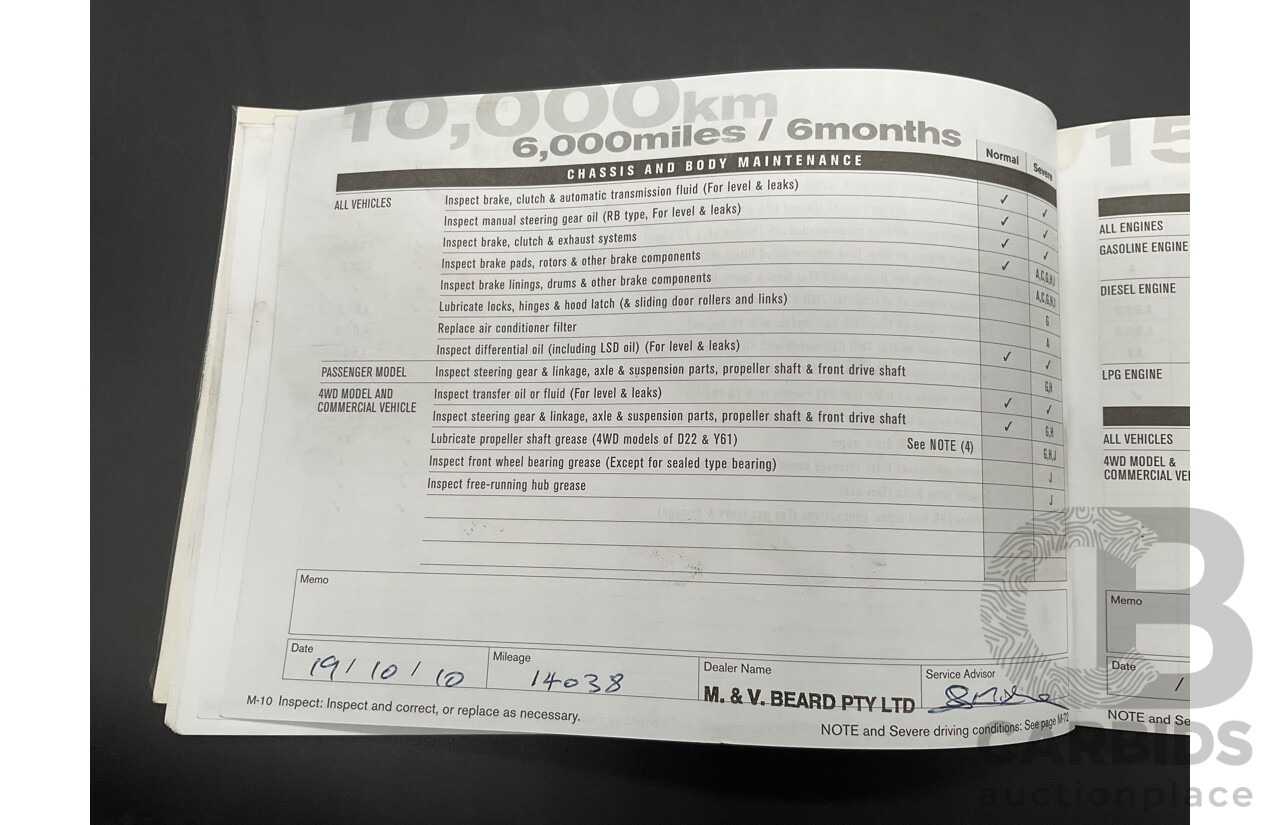 10,000km
6,000miles / 6months
CHASSIS AND BODY MAINTENANCE Normal Severe
ALL VEHICLES Inspect brake, clutch & automatic transmission fluid (For level & leaks) ✓ ✓
Inspect manual steering gear oil (RB type, For level & leaks) ✓ ✓
Inspect brake, clutch & exhaust systems ✓ ✓
Inspect brake pads, rotors & other brake components ✓ A,C,G,H,I
Inspect brake linings, drums & other brake components A,C,G,H,I
Lubricate locks, hinges & hood latch (& sliding door rollers and links) G
Replace air conditioner filter A
Inspect differential oil (including LSD oil) (For level & leaks) ✓ ✓
PASSENGER MODEL Inspect steering gear & linkage, axle & suspension parts, propeller shaft & front drive shaft G,H
4WD MODEL AND
COMMERCIAL VEHICLE
Inspect transfer oil or fluid (For level & leaks) ✓ ✓
Inspect steering gear & linkage, axle & suspension parts, propeller shaft & front drive shaft ✓ G,H
Lubricate propeller shaft grease (4WD models of D22 & Y61) See NOTE (4) G,H,J
Inspect front wheel bearing grease (Except for sealed type bearing) J
Inspect free-running hub grease J
Memo
Date 19/10/10
Mileage 14038
Dealer Name
M. & V. BEARD PTY LTD
Service Advisor
M-10 Inspect: Inspect and correct, or replace as necessary.
NOTE and Severe driving conditions: See page M-72
15
ALL ENGINES
GASOLINE ENGINE
DIESEL ENGINE
LPG ENGINE
ALL VEHICLES
4WD MODEL &
COMMERCIAL VE
Memo
Date
/
NOTE and Se
CARBIDS
auctionplace